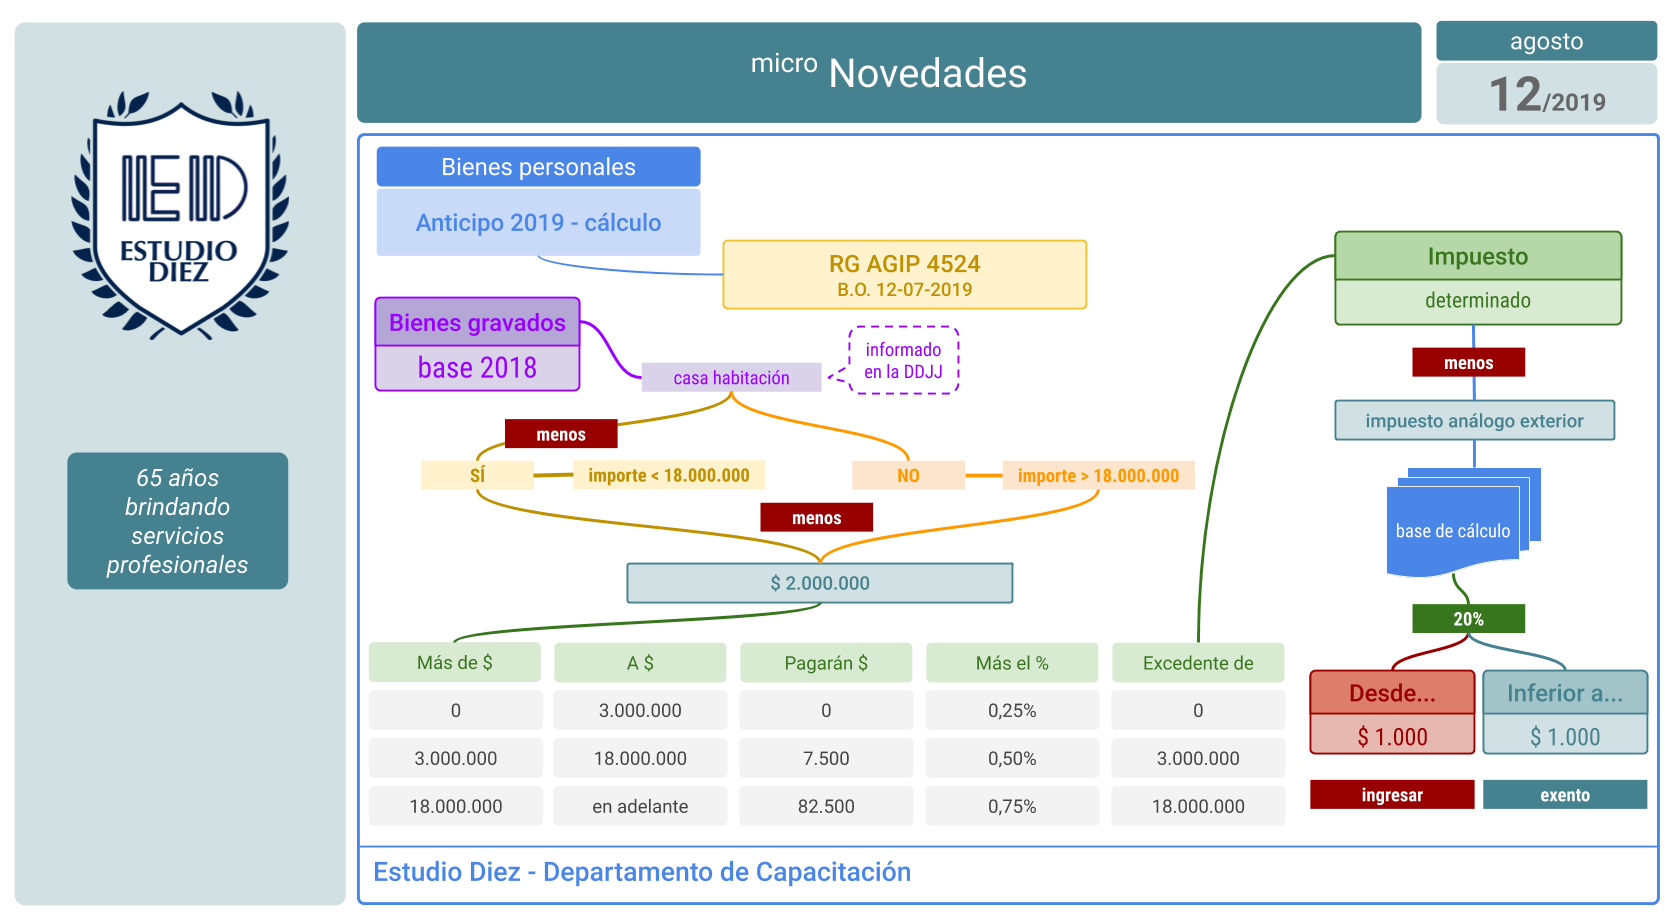 ED
ESTUDIO
DIEZ
65 años
brindando
servicios
profesionales
micro Novedades
agosto
12/2019
Bienes personales
Anticipo 2019 - cálculo
RG AGIP 4524
B.O. 12-07-2019
Bienes gravados
base 2018
casa habitación
informado
en la DDJJ
menos
SÍ
importe < 18.000.000
NO
importe > 18.000.000
menos
$ 2.000.000
Más de $ A $ Pagarán $ Más el % Excedente de
0 3.000.000 0 0,25% 0
3.000.000 18.000.000 7.500 0,50% 3.000.000
18.000.000 en adelante 82.500 0,75% 18.000.000
Impuesto
determinado
menos
impuesto análogo exterior
base de cálculo
20%
Desde...
$ 1.000
ingresar
Inferior a...
$ 1.000
exento
Estudio Diez - Departamento de Capacitación